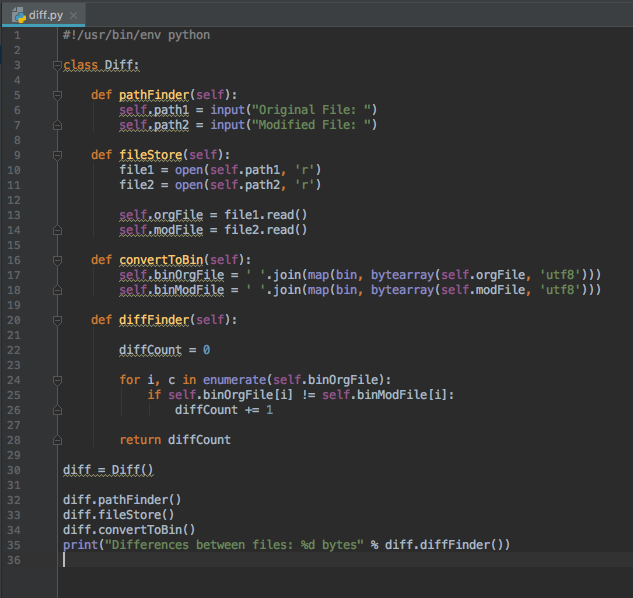 diff.py
1 #!/usr/bin/env python
2
3 class Diff:
4
5     def pathFinder(self):
6         self.path1 = input("Original File: ")
7         self.path2 = input("Modified File: ")
8
9     def fileStore(self):
10         file1 = open(self.path1, 'r')
11         file2 = open(self.path2, 'r')
12
13         self.orgFile = file1.read()
14         self.modFile = file2.read()
15
16     def convertToBin(self):
17         self.binOrgFile = ' '.join(map(bin, bytearray(self.orgFile, 'utf8')))
18         self.binModFile = ' '.join(map(bin, bytearray(self.modFile, 'utf8')))
19
20     def diffFinder(self):
21
22         diffCount = 0
23
24         for i, c in enumerate(self.binOrgFile):
25             if self.binOrgFile[i] != self.binModFile[i]:
26                 diffCount += 1
27
28         return diffCount
29
30 diff = Diff()
31
32 diff.pathFinder()
33 diff.fileStore()
34 diff.convertToBin()
35 print("Differences between files: %d bytes" % diff.diffFinder())
36